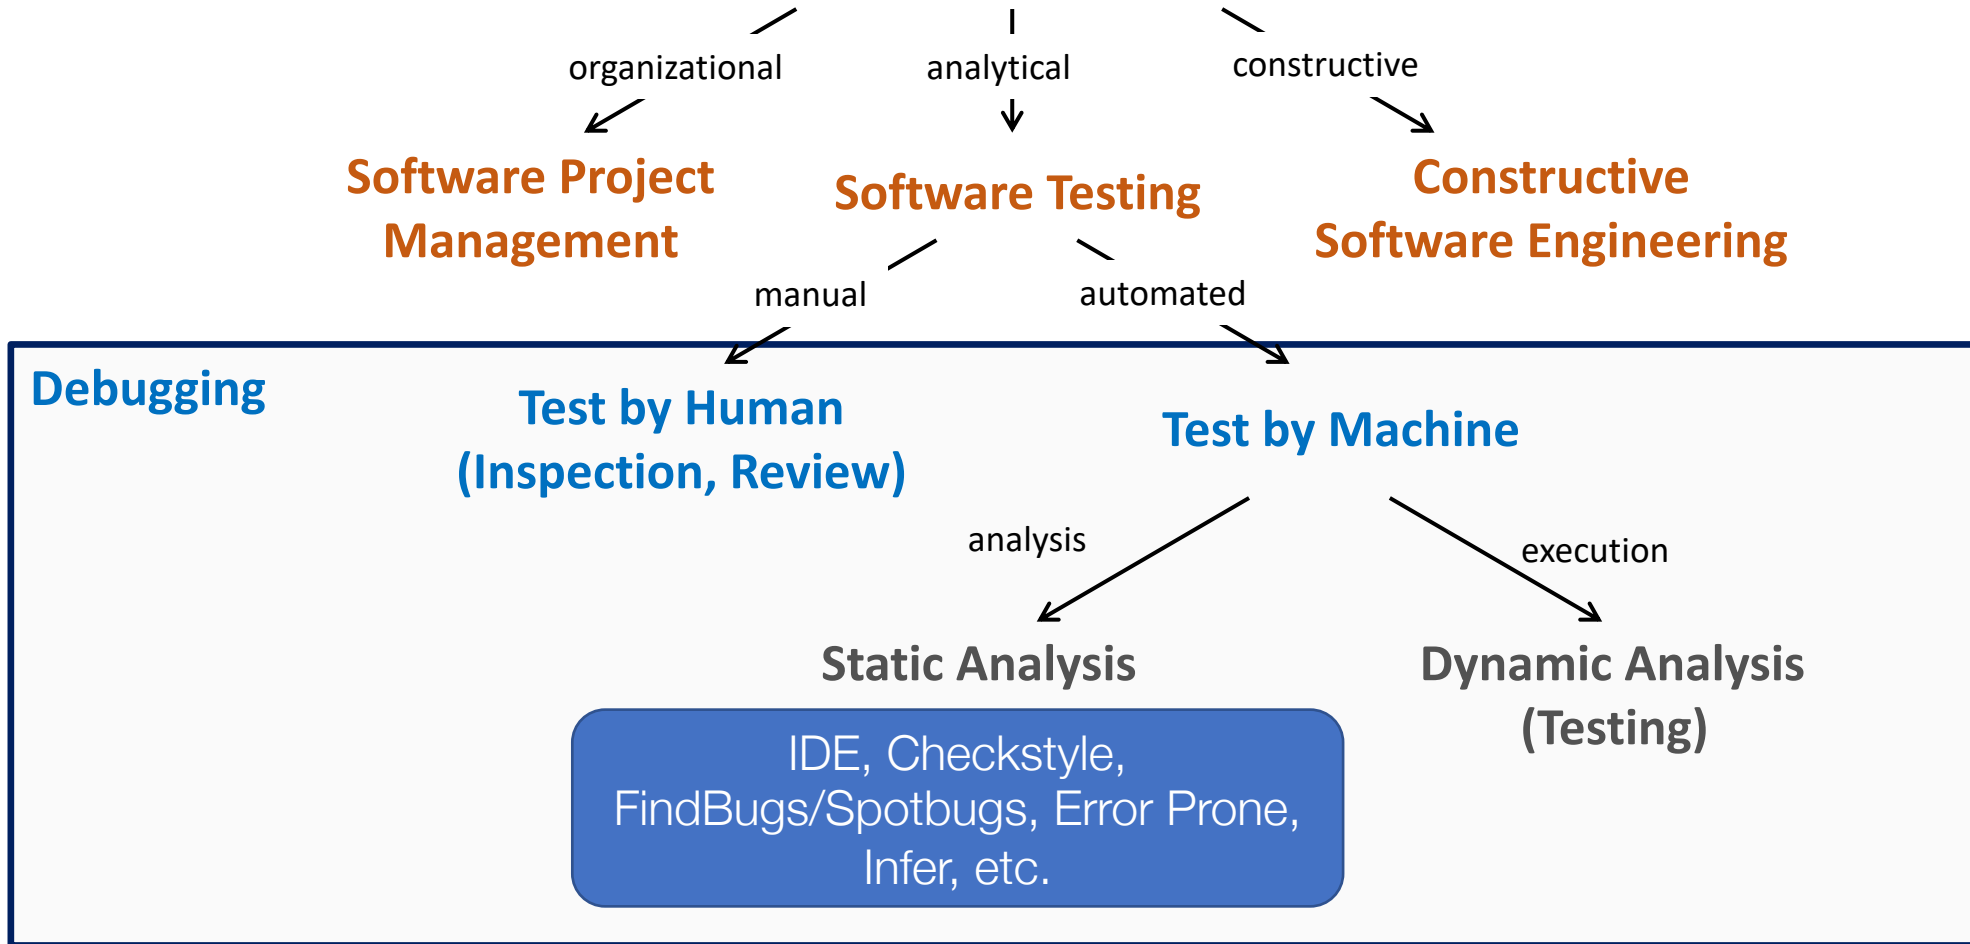 organizational
analytical
constructive
Software Project
Management
Software Testing
Constructive
Software Engineering
manual
automated
Debugging
Test by Human
(Inspection, Review)
Test by Machine
analysis
execution
Static Analysis
Dynamic Analysis
(Testing)
IDE, Checkstyle,
FindBugs/Spotbugs, Error Prone,
Infer, etc.